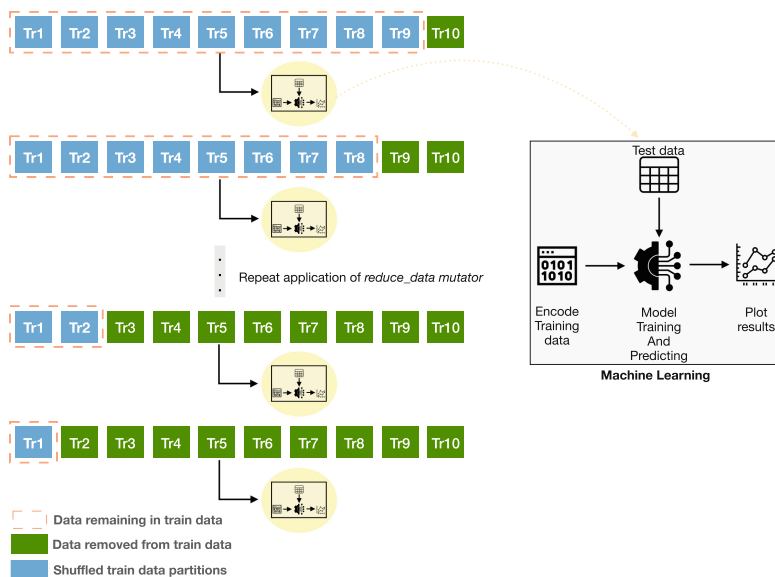 Tr1 Tr2 Tr3 Tr4 Tr5 Tr6 Tr7 Tr8 Tr9 Tr10
Tr1 Tr2 Tr3 Tr4 Tr5 Tr6 Tr7 Tr8 Tr9 Tr10
Repeat application of reduce_data mutator
Tr1 Tr2 Tr3 Tr4 Tr5 Tr6 Tr7 Tr8 Tr9 Tr10
Tr1 Tr2 Tr3 Tr4 Tr5 Tr6 Tr7 Tr8 Tr9 Tr10
Data remaining in train data
Data removed from train data
Shuffled train data partitions
Test data
0101
1010
Encode
Training
data
Model
Training
And
Predicting
Plot
results
Machine Learning